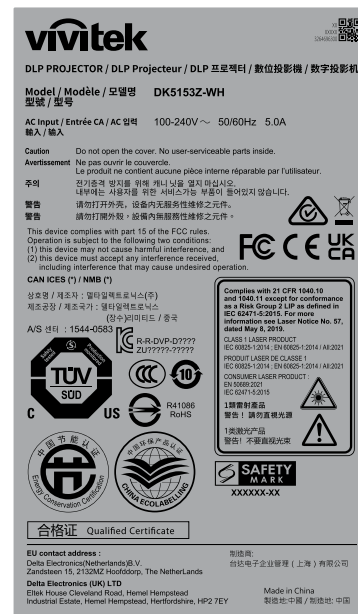 vivitek
DLP PROJECTOR / DLP Projecteur / DLP 프로젝터 / 數位投影機 / 数字投影机
Model / Modèle / 모델명 DK5153Z-WH
型號 / 型号
AC Input / Entrée CA / AC 입력 100-240V～ 50/60Hz 5.0A
輸入 / 输入
Caution Do not open the cover. No user-serviceable parts inside.
Avertissement Ne pas ouvrir le couvercle.
Le produit ne contient aucune pièce interne réparable par l'utilisateur.
주의 전기충격 방지를 위해 캐니닛을 열지 마십시오.
내부에는 사용자를 위한 서비스가능 부품이 들어있지 않습니다.
警告 请勿打开外壳，设备内无服务性维修之元件。
警告 請勿打開外殼，設備內無服務性維修之元件。
This device complies with part 15 of the FCC rules.
Operation is subject to the following two conditions:
(1) this device may not cause harmful interference, and
(2) this device must accept any interference received,
including interference that may cause undesired operation.
FC CE UK
CA
CAN ICES (*) / NMB (*)
상호명 / 제조자 : 델타일렉트로닉스(주)
제조공장 / 제조국가 : 델타일렉트로닉스
(장수)리미티드 / 중국
A/S 센터 : 1544-0583
R-R-DVP-D????
ZU?????-?????
TÜV
SÜD
C US
CCC
10
R41086
RoHS
中国节能认证
Energy Conservation Certification
中国环保产品认证
CHINA ECOLABELLING
Complies with 21 CFR 1040.10
and 1040.11 except for conformance
as a Risk Group 2 LIP as defined in
IEC 62471-5:2015. For more
information see Laser Notice No. 57,
dated May 8, 2019.
CLASS 1 LASER PRODUCT
IEC 60825-1:2014 ; EN 60825-1:2014 / A11:2021
PRODUIT LASER DE CLASSE 1
IEC 60825-1:2014 ; EN 60825-1:2014 / A11:2021
CONSUMER LASER PRODUCT :
EN 50689:2021
IEC 62471-5:2015
1類雷射產品
警告！ 請勿直視光源
1类激光产品
警告！ 不要直视光束
SAFETY
MARK
XXXXXX-XX
合格证 Qualified Certificate
EU contact address :
Delta Electronics(Netherlands)B.V.
Zandsteen 15, 2132MZ Hoofddorp, The NetherLands
Delta Electronics (UK) LTD
Eltek House Cleveland Road, Hemel Hempstead
Industrial Estate, Hemel Hempstead, Hertfordshire, HP2 7EY
制造商:
台达电子企业管理（上海）有限公司
Made in China
製造地:中國 / 制造地: 中国